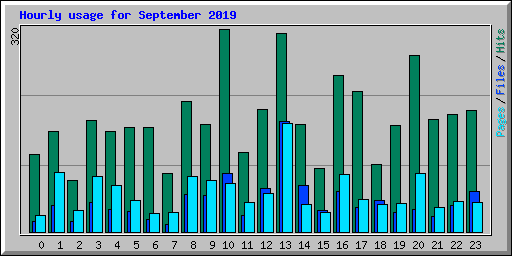 Hourly usage for September 2019
320
Pages/Files/Hits
0 1 2 3 4 5 6 7 8 9 10 11 12 13 14 15 16 17 18 19 20 21 22 23